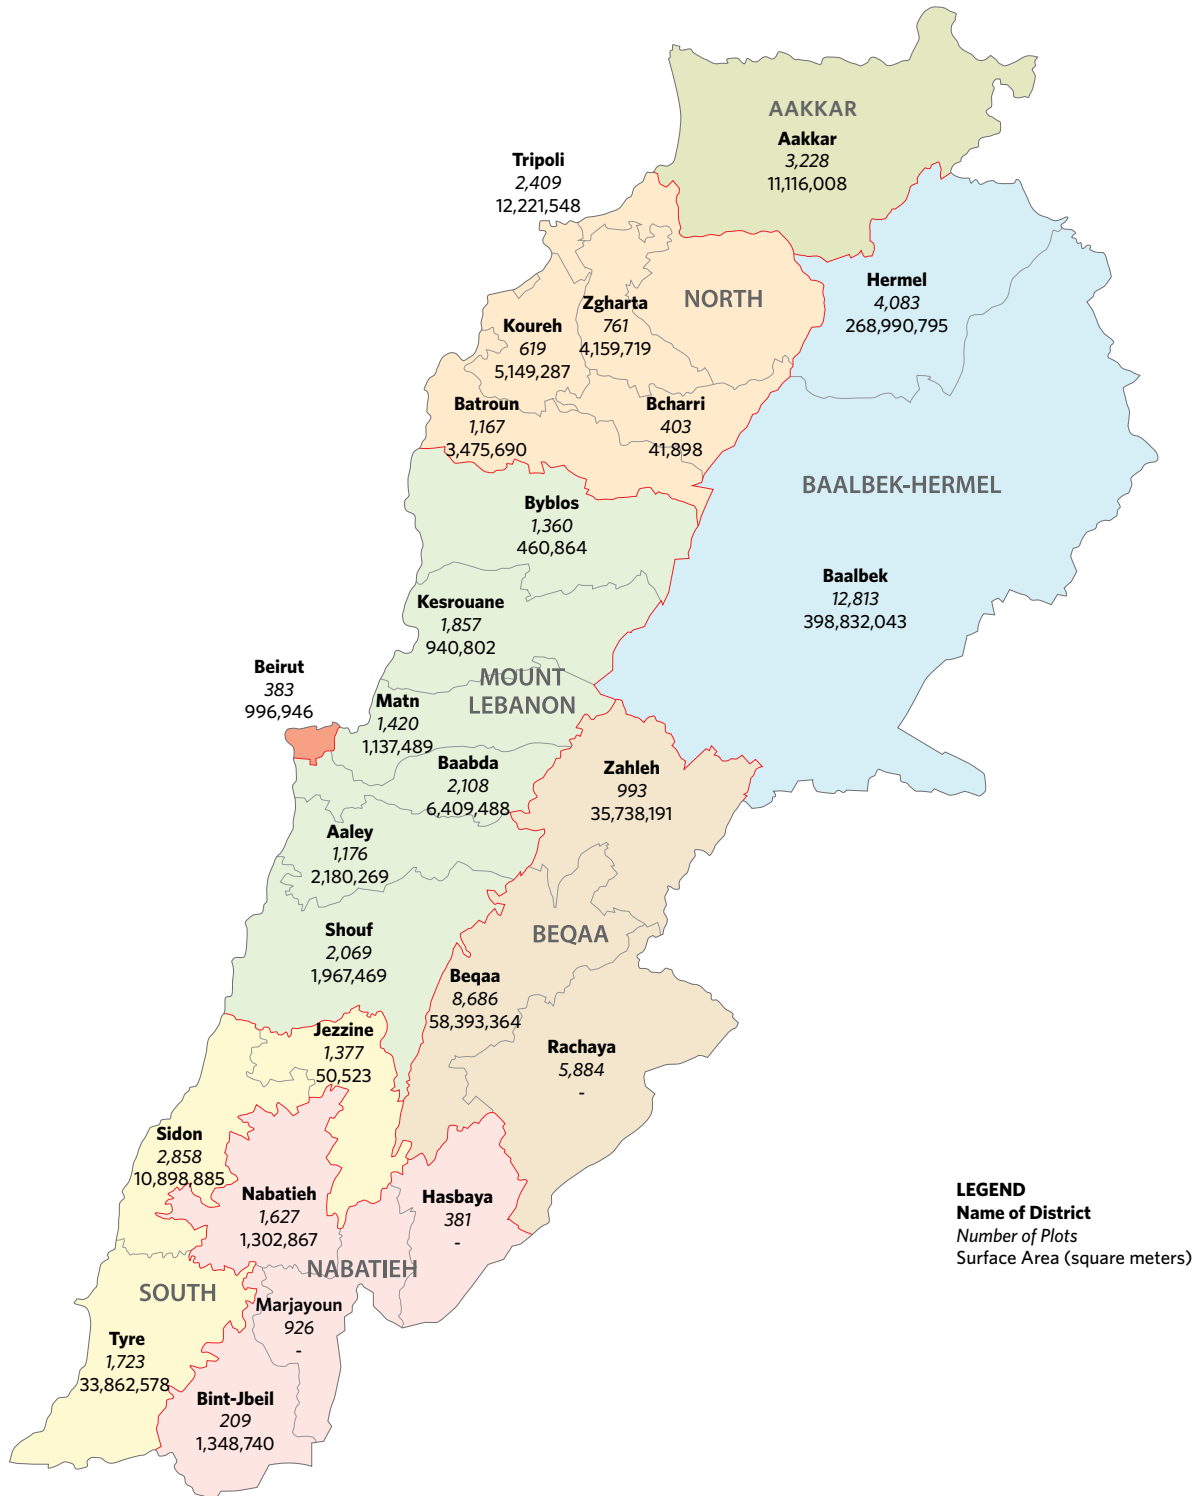 AAKKAR
Aakkar
3,228
11,116,008
Tripoli
2,409
12,221,548
Hermel
4,083
268,990,795
NORTH
Zgharta
761
4,159,719
Koureh
619
5,149,287
Batroun
1,167
3,475,690
Bcharri
403
41,898
BAALBEK-HERMEL
Byblos
1,360
460,864
Baalbek
12,813
398,832,043
Kesrouane
1,857
940,802
MOUNT
LEBANON
Beirut
383
996,946
Matn
1,420
1,137,489
Baabda
2,108
6,409,488
Zahleh
993
35,738,191
Aaley
1,176
2,180,269
Shouf
2,069
1,967,469
BEQAA
Beqaa
8,686
58,393,364
Jezzine
1,377
50,523
Rachaya
5,884
-
Sidon
2,858
10,898,885
Nabatieh
1,627
1,302,867
Hasbaya
381
-
NABATIEH
SOUTH
Marjayoun
926
-
Tyre
1,723
33,862,578
Bint-Jbeil
209
1,348,740
LEGEND
Name of District
Number of Plots
Surface Area (square meters)